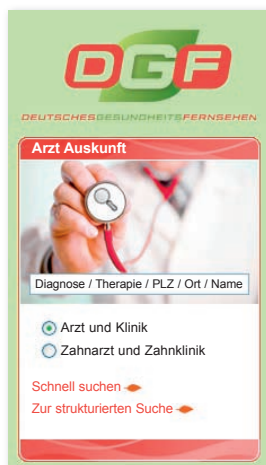 DGF
DEUTSCHESGESUNDHEITSFERNSEHEN
Arzt Auskunft
Diagnose / Therapie / PLZ / Ort / Name
Arzt und Klinik
Zahnarzt und Zahnklinik
Schnell suchen
Zur strukturierten Suche